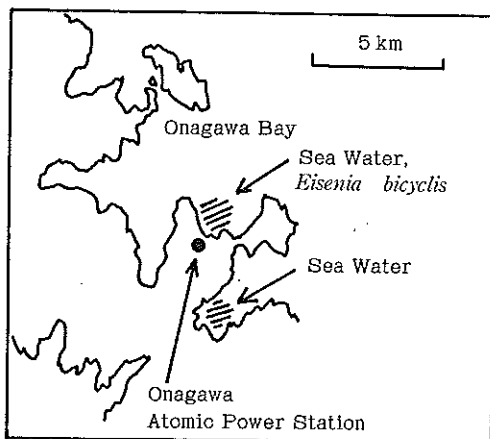 5 km
Onagawa Bay
Sea Water,
Eisenia bicyclis
Sea Water
Onagawa
Atomic Power Station